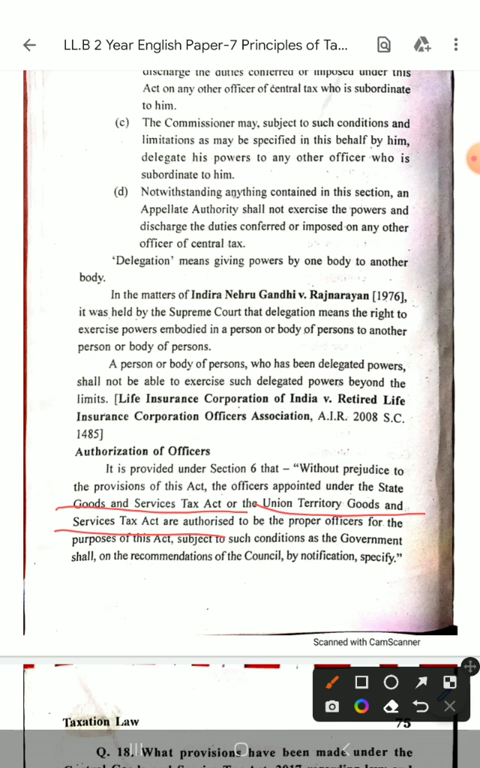 LL.B 2 Year English Paper-7 Principles of Ta...
discharge the duties conferred or imposed under this
Act on any other officer of central tax who is subordinate
to him.
(c) The Commissioner may, subject to such conditions and
limitations as may be specified in this behalf by him,
delegate his powers to any other officer who is
subordinate to him.
(d) Notwithstanding anything contained in this section, an
Appellate Authority shall not exercise the powers and
discharge the duties conferred or imposed on any other
officer of central tax.
'Delegation' means giving powers by one body to another
body.
In the matters of Indira Nehru Gandhi v. Rajnarayan [1976],
it was held by the Supreme Court that delegation means the right to
exercise powers embodied in a person or body of persons to another
person or body of persons.
A person or body of persons, who has been delegated powers,
shall not be able to exercise such delegated powers beyond the
limits. [Life Insurance Corporation of India v. Retired Life
Insurance Corporation Officers Association, A.I.R. 2008 S.C.
1485]
Authorization of Officers
It is provided under Section 6 that – “Without prejudice to
the provisions of this Act, the officers appointed under the State
Goods and Services Tax Act or the Union Territory Goods and
Services Tax Act are authorised to be the proper officers for the
purposes of this Act, subject to such conditions as the Government
shall, on the recommendations of the Council, by notification, specify.”
Scanned with CamScanner
Taxation Law 75
Q. 18. What provisions have been made under the